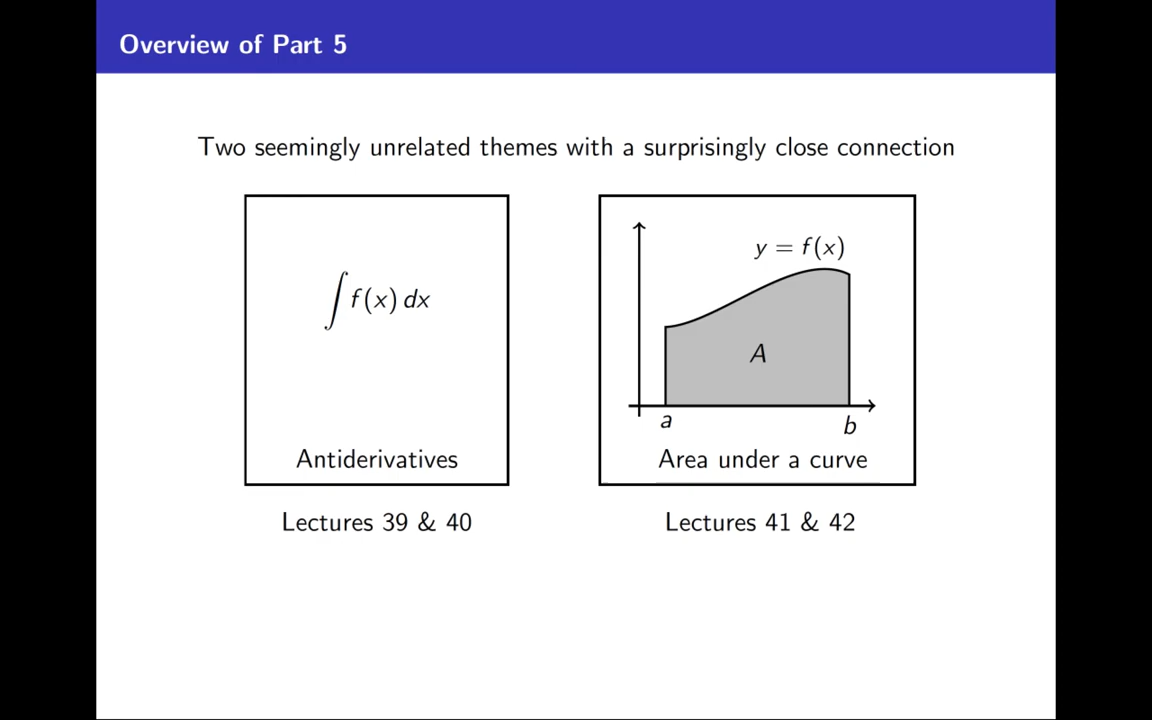 Overview of Part 5
Two seemingly unrelated themes with a surprisingly close connection
∫ f(x) dx
Antiderivatives
Lectures 39 & 40
y = f(x)
A
a
b
Area under a curve
Lectures 41 & 42